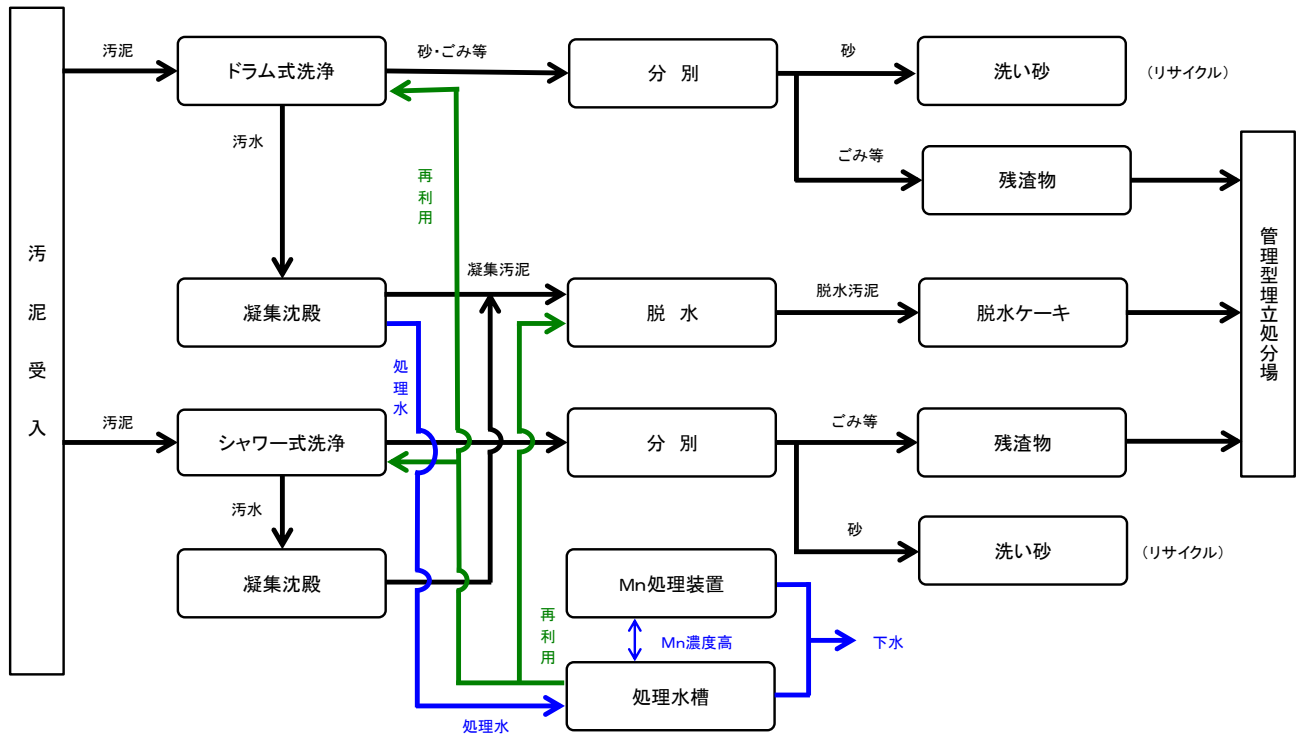 汚泥受入
汚泥
ドラム式洗浄
砂・ごみ等
分 別
砂
洗い砂
(リサイクル)
汚水
再利用
ごみ等
残渣物
管理型埋立処分場
凝集沈殿
凝集汚泥
脱 水
脱水汚泥
脱水ケーキ
処理水
汚泥
シャワー式洗浄
分 別
ごみ等
残渣物
汚水
砂
洗い砂
(リサイクル)
凝集沈殿
Mn処理装置
再利用
Mn濃度高
下水
処理水槽
処理水